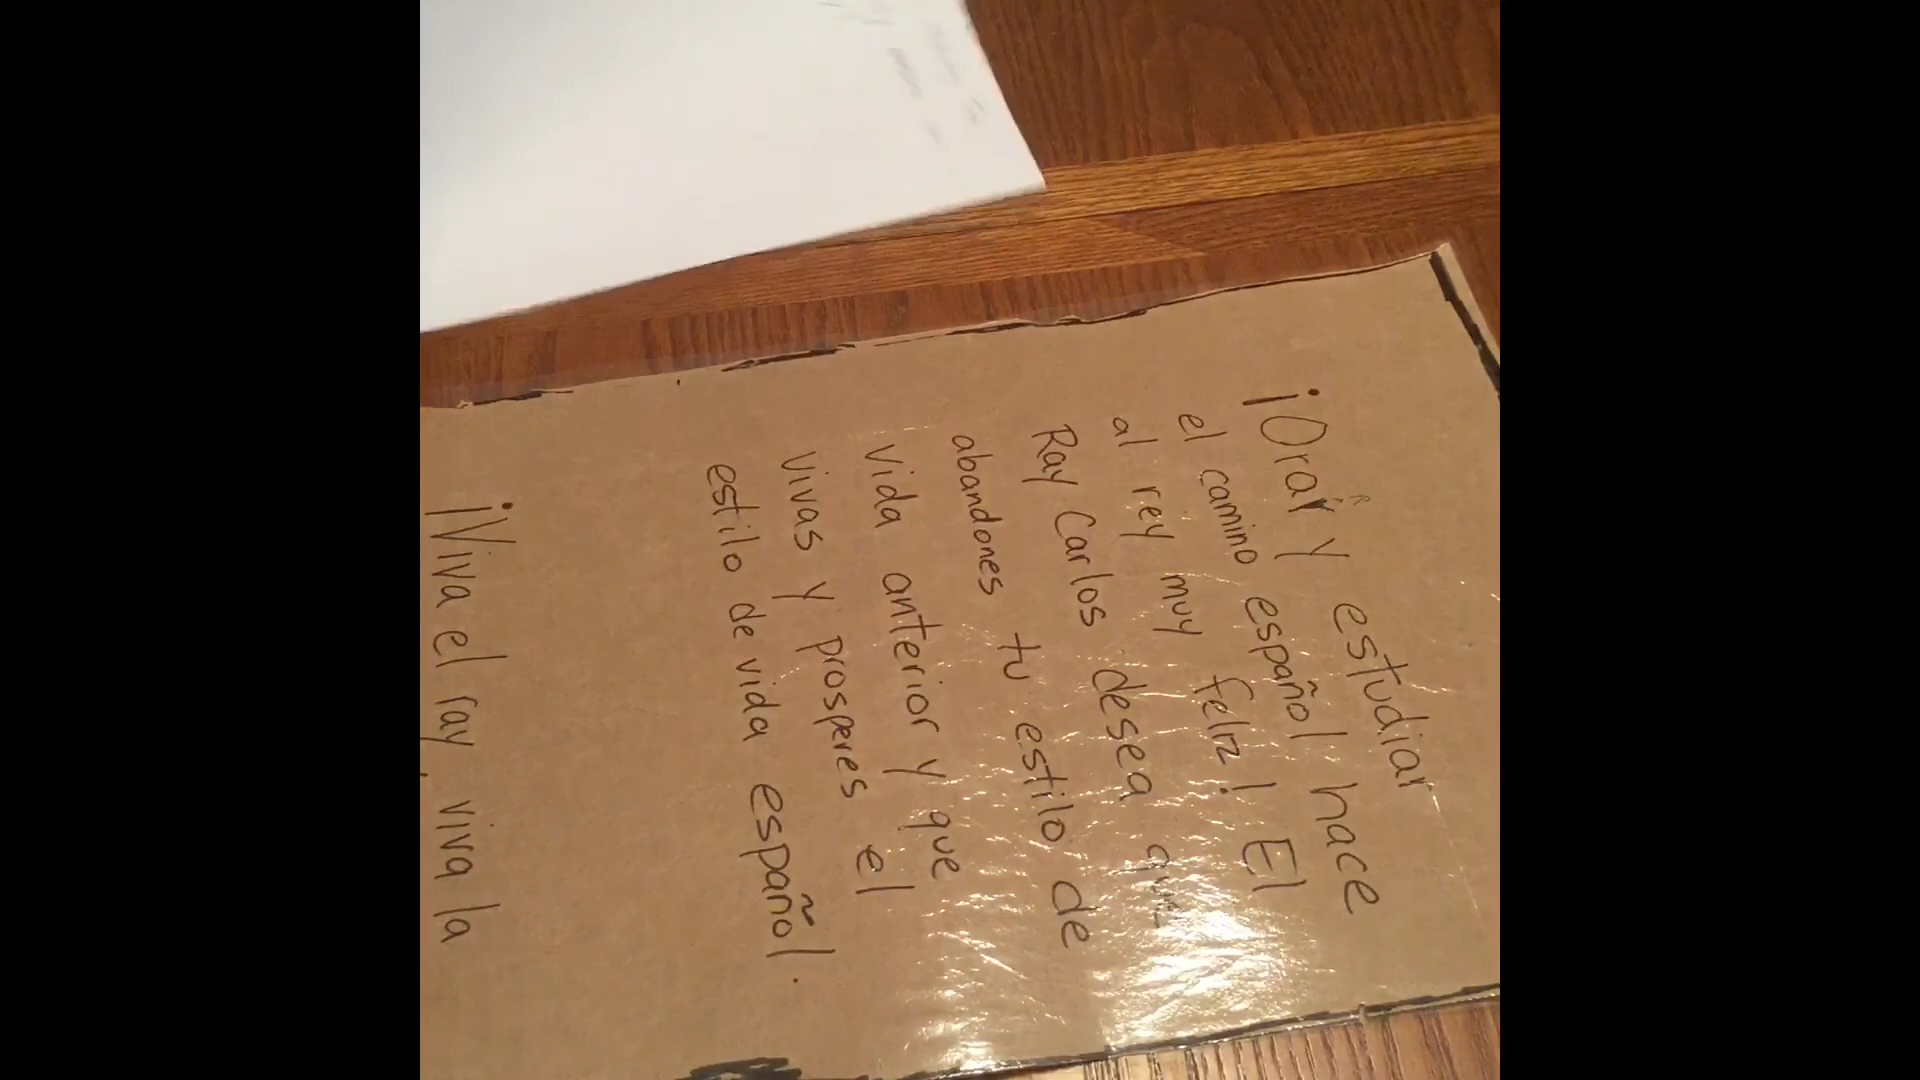 ¡Orar y estudiar
el camino español hace
al rey muy feliz! El
Ray Carlos desea que
abandones tu estilo de
vida anterior y que
vivas y prosperes el
estilo de vida español.
¡Viva el ray, viva la